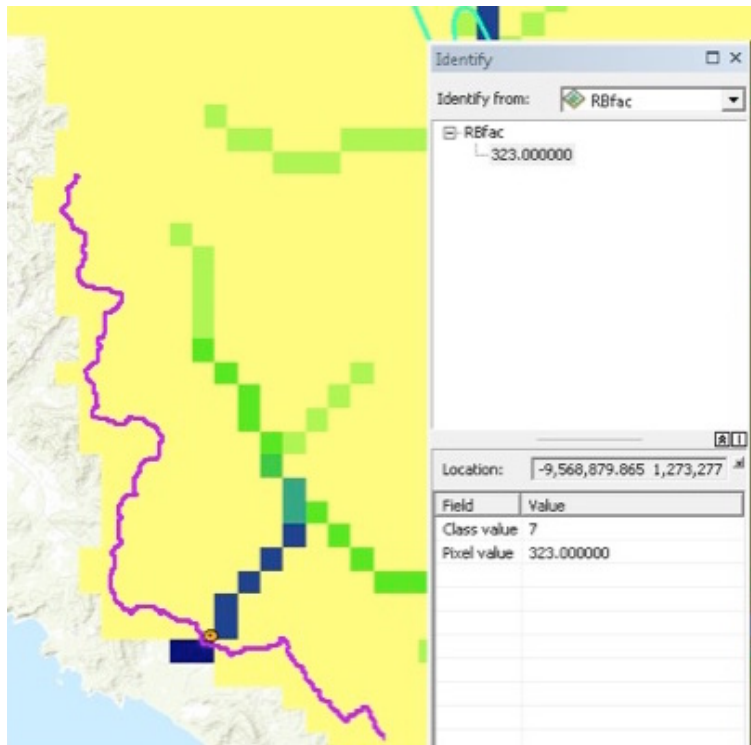 Identify
Identify from: RBfac
RBfac
323.000000
Location: -9,568,879.865 1,273,277
Field Value
Class value 7
Pixel value 323.000000